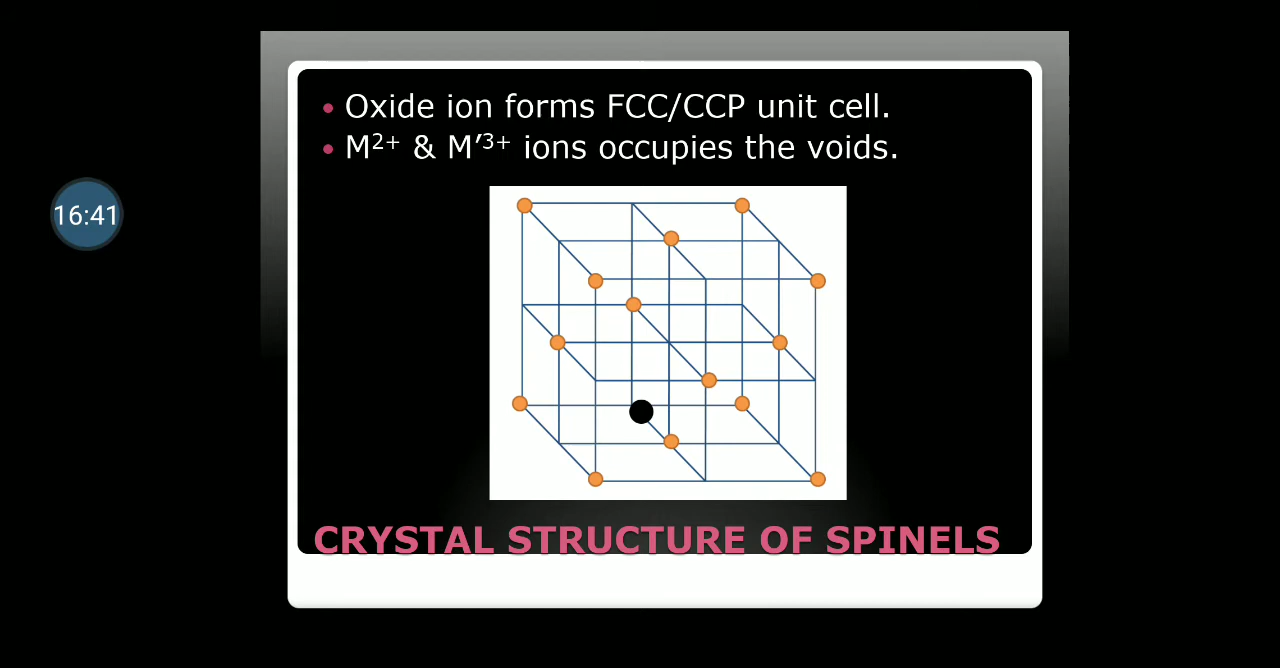 Oxide ion forms FCC/CCP unit cell.
M²⁺ & M′³⁺ ions occupies the voids.
16:41
CRYSTAL STRUCTURE OF SPINELS